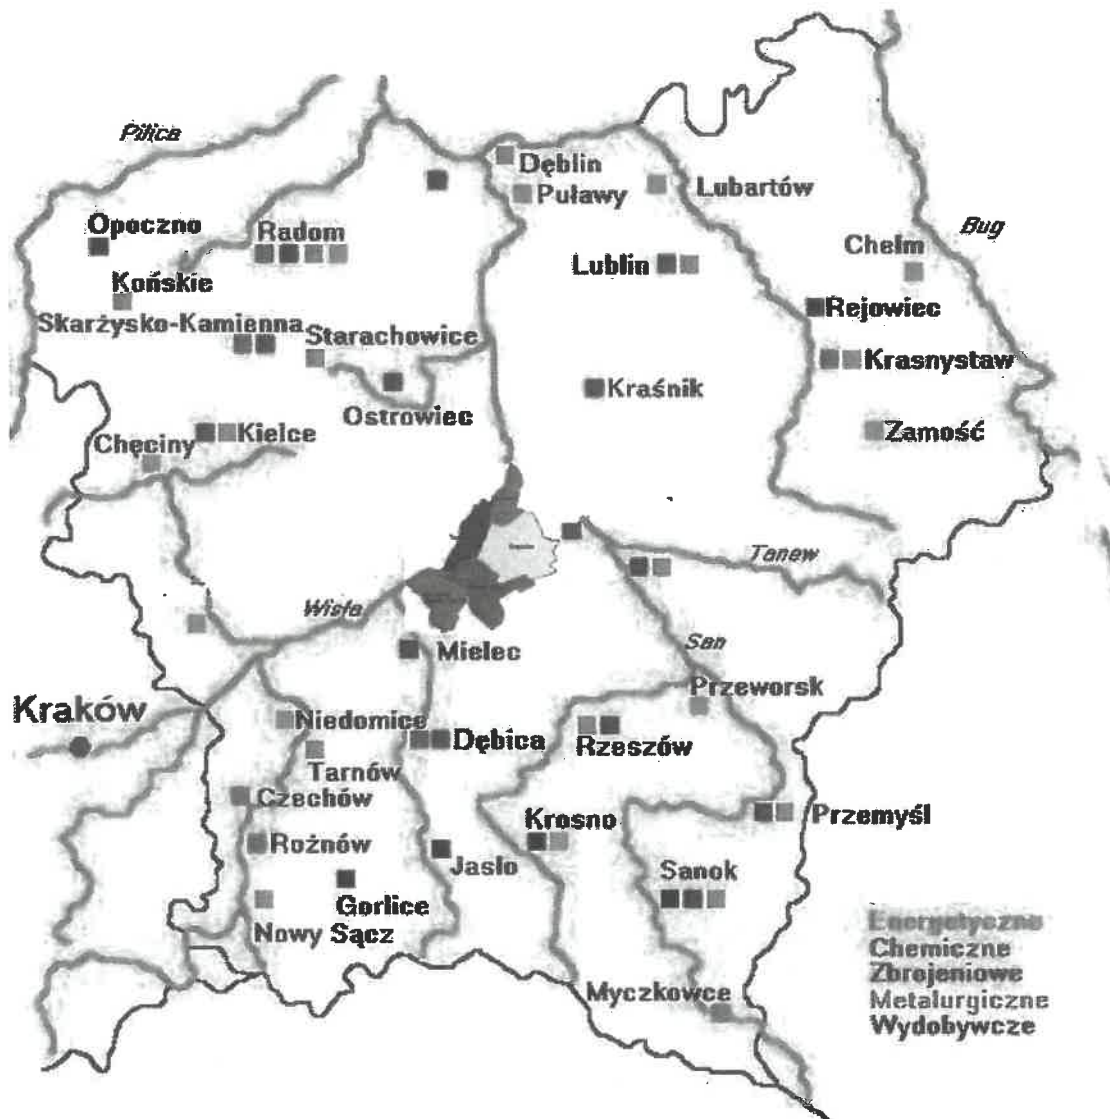 Pilica
Dęblin
Puławy
Lubartów
Opoczno
Radom
Bug
Chełm
Końskie
Lublin
Rejowiec
Skarżysko-Kamienna
Starachowice
Krasnystaw
Kraśnik
Ostrowiec
Kielce
Zamość
Chęciny
Tanew
Wisła
San
Mielec
Przeworsk
Kraków
Niedomice
Dębica
Rzeszów
Tarnów
Czechów
Krosno
Przemyśl
Rożnów
Jasło
Sanok
Gorlice
Nowy Sącz
Myczkowce
Energetyczne
Chemiczne
Zbrojeniowe
Metalurgiczne
Wydobywcze